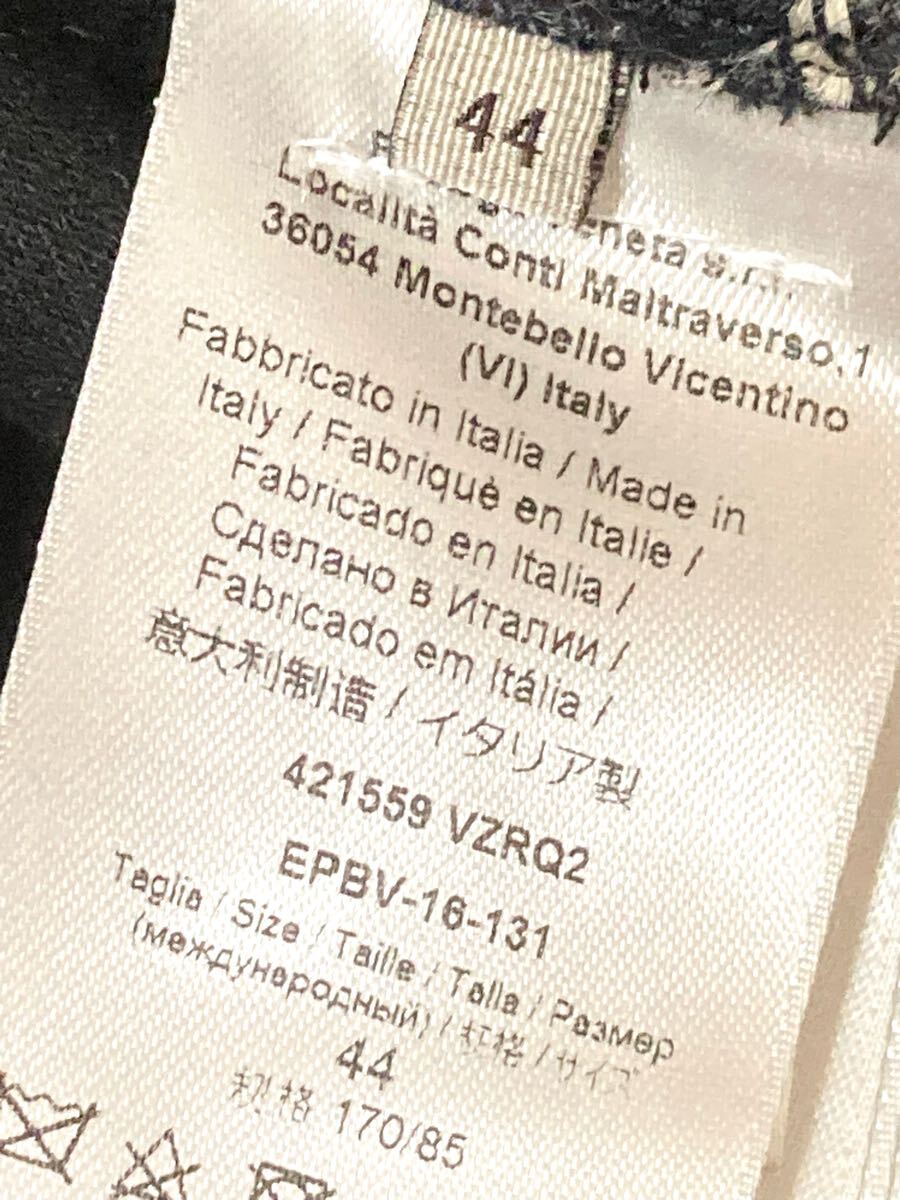 44
eneta s.r.l.
Località Conti Maltraverso,1
36054 Montebello Vicentino
(VI) Italy
Fabbricato in Italia / Made in
Italy / Fabriqué en Italie /
Fabricado en Italia /
Сделано в Италии /
Fabricado em Itália /
意大利制造 / イタリア製
421559 VZRQ2
EPBV-16-131
Taglia / Size / Taille / Talla / Размер
(международный) / 规格 / サイズ
44
规格 170/85